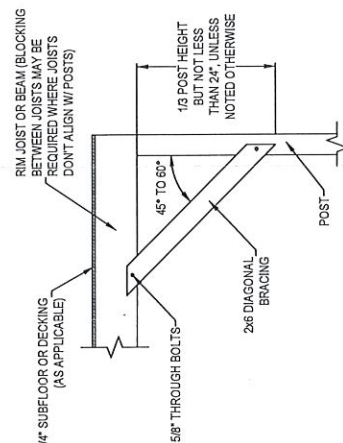 /4" SUBFLOOR OR DECKING
(AS APPLICABLE)
RIM JOIST OR BEAM (BLOCKING
BETWEEN JOISTS MAY BE
REQUIRED WHERE JOISTS
DON'T ALIGN W/ POSTS)
1/3 POST HEIGHT
BUT NOT LESS
THAN 24", UNLESS
NOTED OTHERWISE
45° TO 60°
5/8" THROUGH BOLTS
2x6 DIAGONAL
BRACING
POST